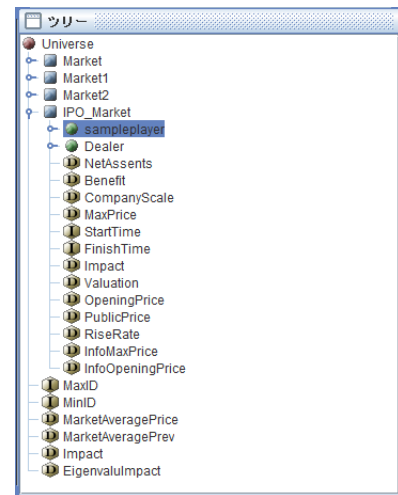 ツリー
Universe
Market
Market1
Market2
IPO_Market
sampleplayer
Dealer
D NetAssents
D Benefit
D CompanyScale
D MaxPrice
I StartTime
I FinishTime
D Impact
D Valuation
D OpeningPrice
D PublicPrice
D RiseRate
D InfoMaxPrice
D InfoOpeningPrice
I MaxID
I MinID
D MarketAveragePrice
D MarketAveragePrev
D Impact
D EigenvaluImpact